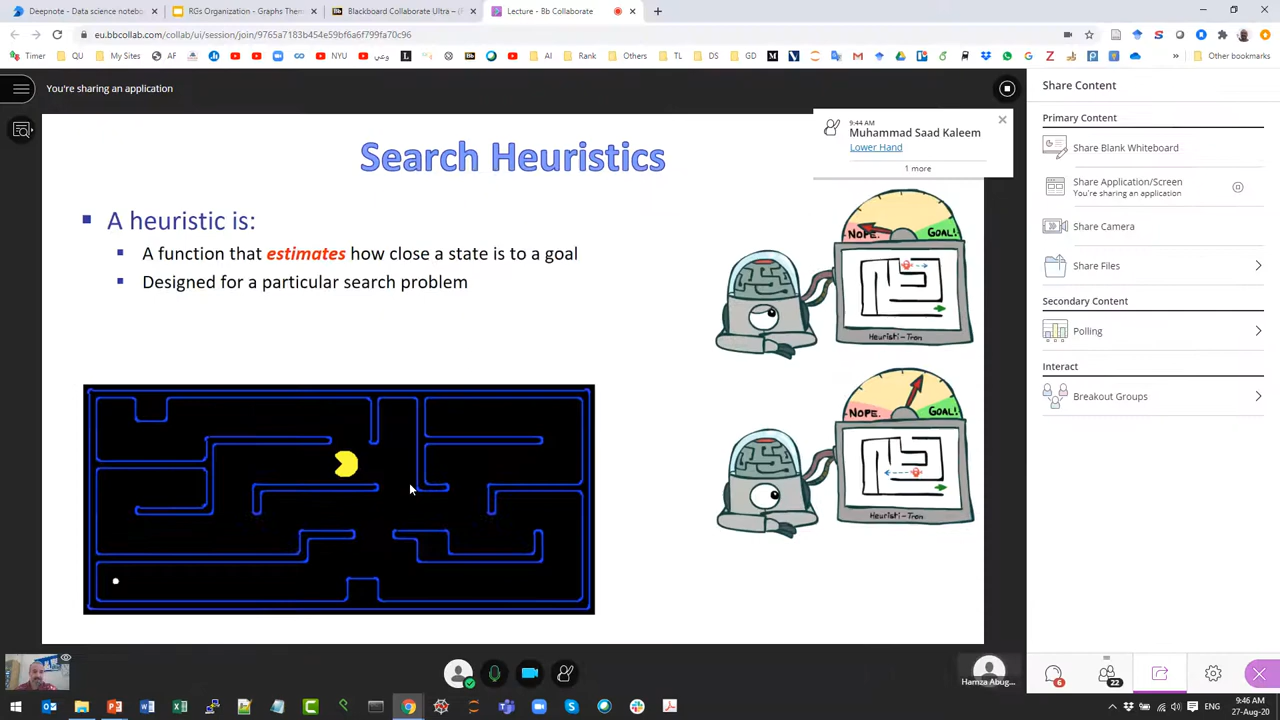 Deepnote - Data science notebo
RGs Organization - Graphs Them
Blackboard Collaborate Ultra – (
Lecture - Bb Collaborate
eu.bbcollab.com/collab/ui/session/join/9765a7183b454e59bf6a6f799fa70c96
Timer
QU
My Sites
AF
NYU
وعي
AI
Rank
Others
TL
DS
GD
Other bookmarks
You're sharing an application
Share Content
Primary Content
Share Blank Whiteboard
Share Application/Screen
You're sharing an application
Share Camera
Share Files
Secondary Content
Polling
Interact
Breakout Groups
9:44 AM
Muhammad Saad Kaleem
Lower Hand
1 more
Search Heuristics
A heuristic is:
A function that estimates how close a state is to a goal
Designed for a particular search problem
NOPE. GOAL!
Heuristi-Tron
NOPE. GOAL!
Heuristi-Tron
Hamza Abug...
6
22
ENG
9:46 AM
27-Aug-20